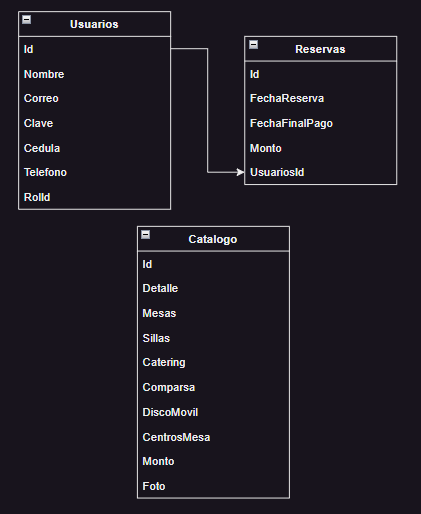 Usuarios
Id
Nombre
Correo
Clave
Cedula
Telefono
RolId
Reservas
Id
FechaReserva
FechaFinalPago
Monto
UsuariosId
Catalogo
Id
Detalle
Mesas
Sillas
Catering
Comparsa
DiscoMovil
CentrosMesa
Monto
Foto